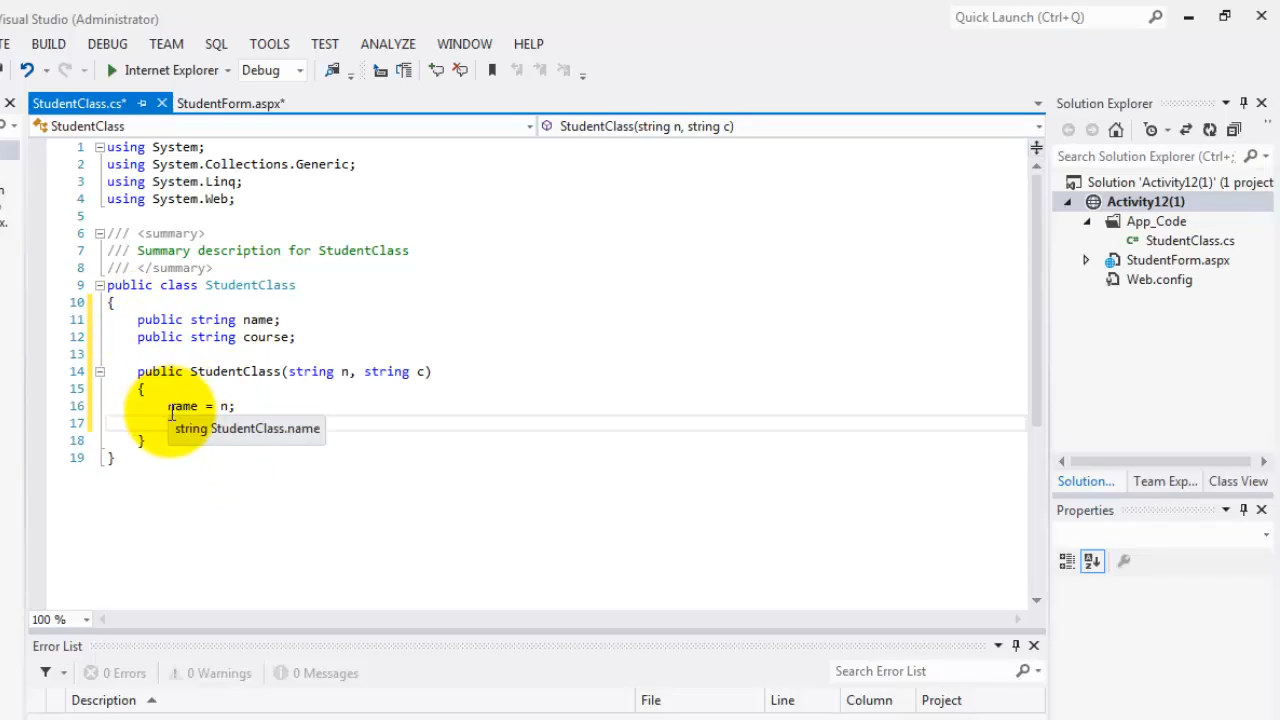 Visual Studio (Administrator)
Quick Launch (Ctrl+Q)
TE BUILD DEBUG TEAM SQL TOOLS TEST ANALYZE WINDOW HELP
Internet Explorer Debug
StudentClass.cs* StudentForm.aspx*
StudentClass StudentClass(string n, string c)
1 using System;
2 using System.Collections.Generic;
3 using System.Linq;
4 using System.Web;
5
6 /// <summary>
7 /// Summary description for StudentClass
8 /// </summary>
9 public class StudentClass
10 {
11 public string name;
12 public string course;
13
14 public StudentClass(string n, string c)
15 {
16 name = n;
17
string StudentClass.name
18 }
19 }
100 %
Solution Explorer
Search Solution Explorer (Ctrl+;
Solution 'Activity12(1)' (1 project
Activity12(1)
App_Code
StudentClass.cs
StudentForm.aspx
Web.config
Solution... Team Exp... Class View
Properties
Error List
0 Errors 0 Warnings 0 Messages Search Error List
Description File Line Column Project